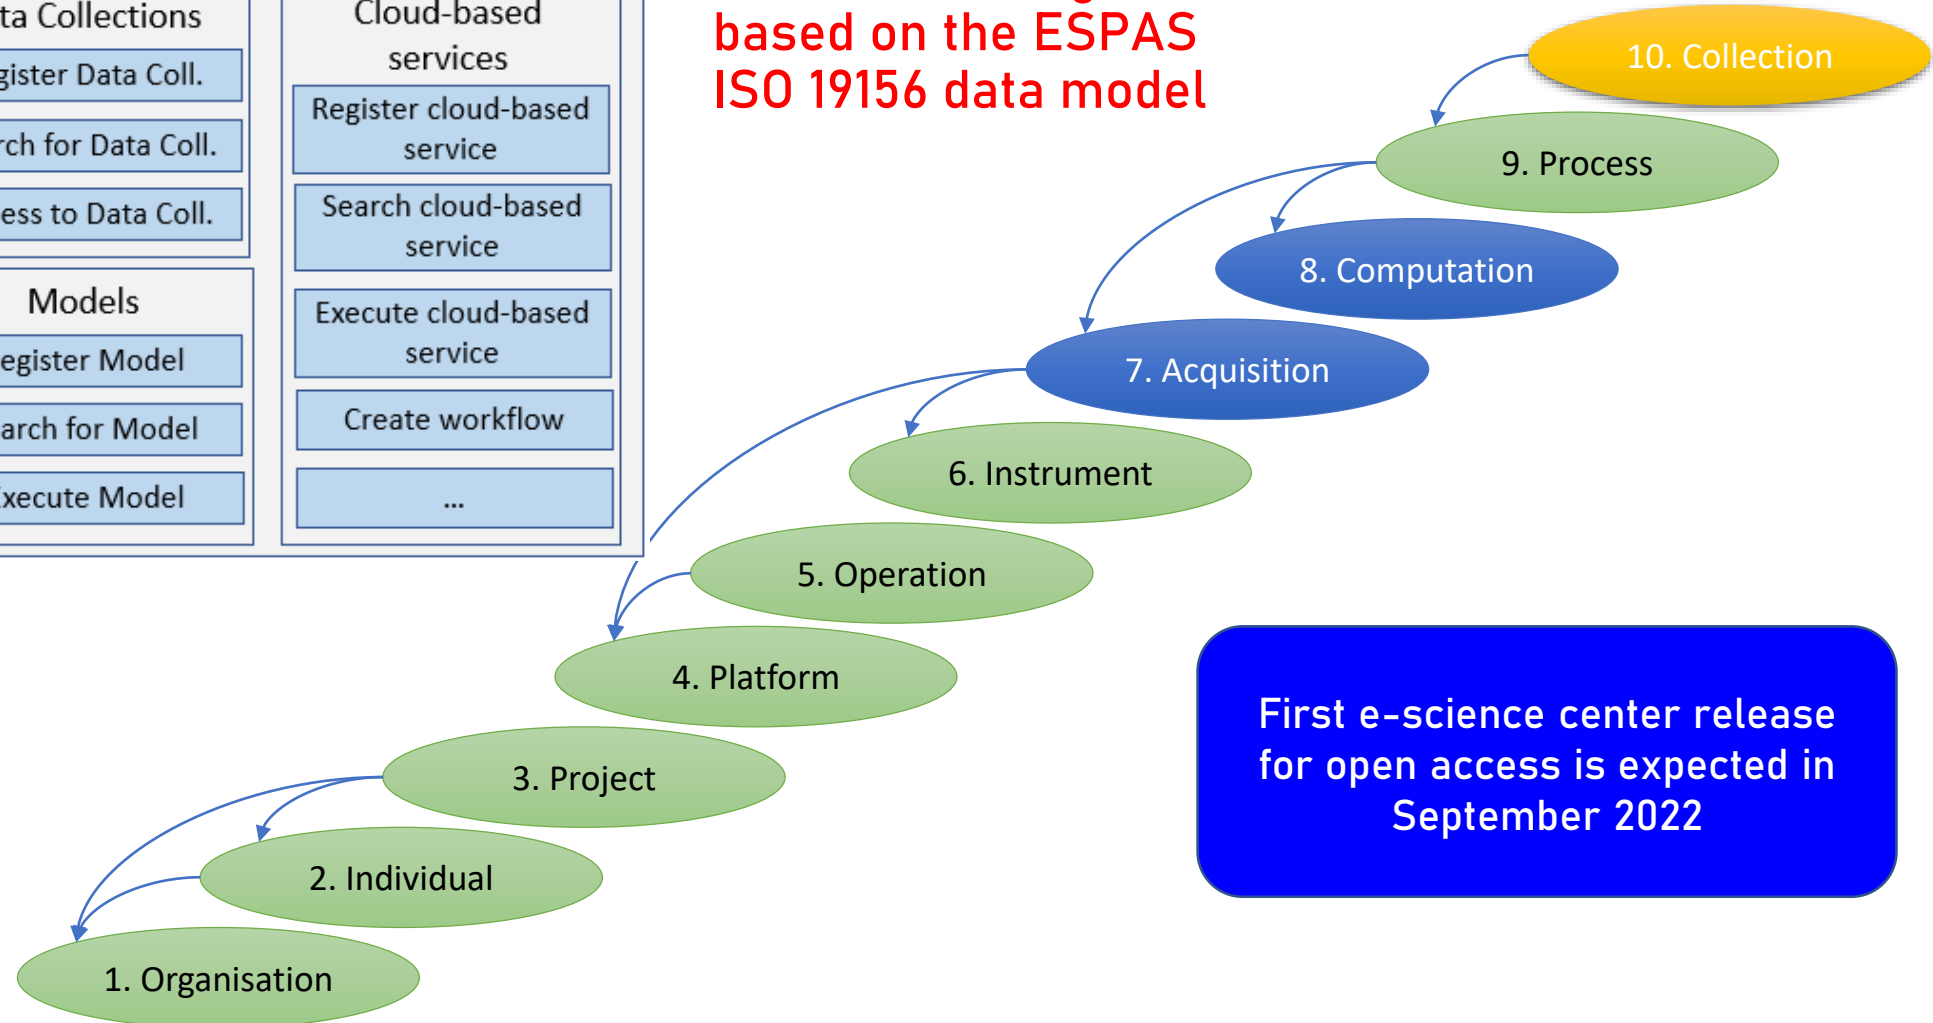 ta Collections
gister Data Coll.
rch for Data Coll.
ess to Data Coll.
Models
egister Model
arch for Model
xecute Model
Cloud-based
services
Register cloud-based
service
Search cloud-based
service
Execute cloud-based
service
Create workflow
...
based on the ESPAS
ISO 19156 data model
10. Collection
9. Process
8. Computation
7. Acquisition
6. Instrument
5. Operation
4. Platform
3. Project
2. Individual
1. Organisation
First e-science center release
for open access is expected in
September 2022